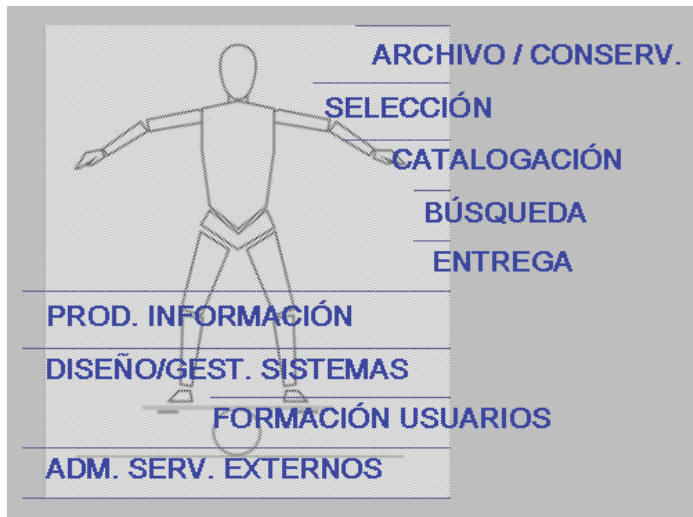 ARCHIVO / CONSERV.
SELECCIÓN
CATALOGACIÓN
BÚSQUEDA
ENTREGA
PROD. INFORMACIÓN
DISEÑO/GEST. SISTEMAS
FORMACIÓN USUARIOS
ADM. SERV. EXTERNOS